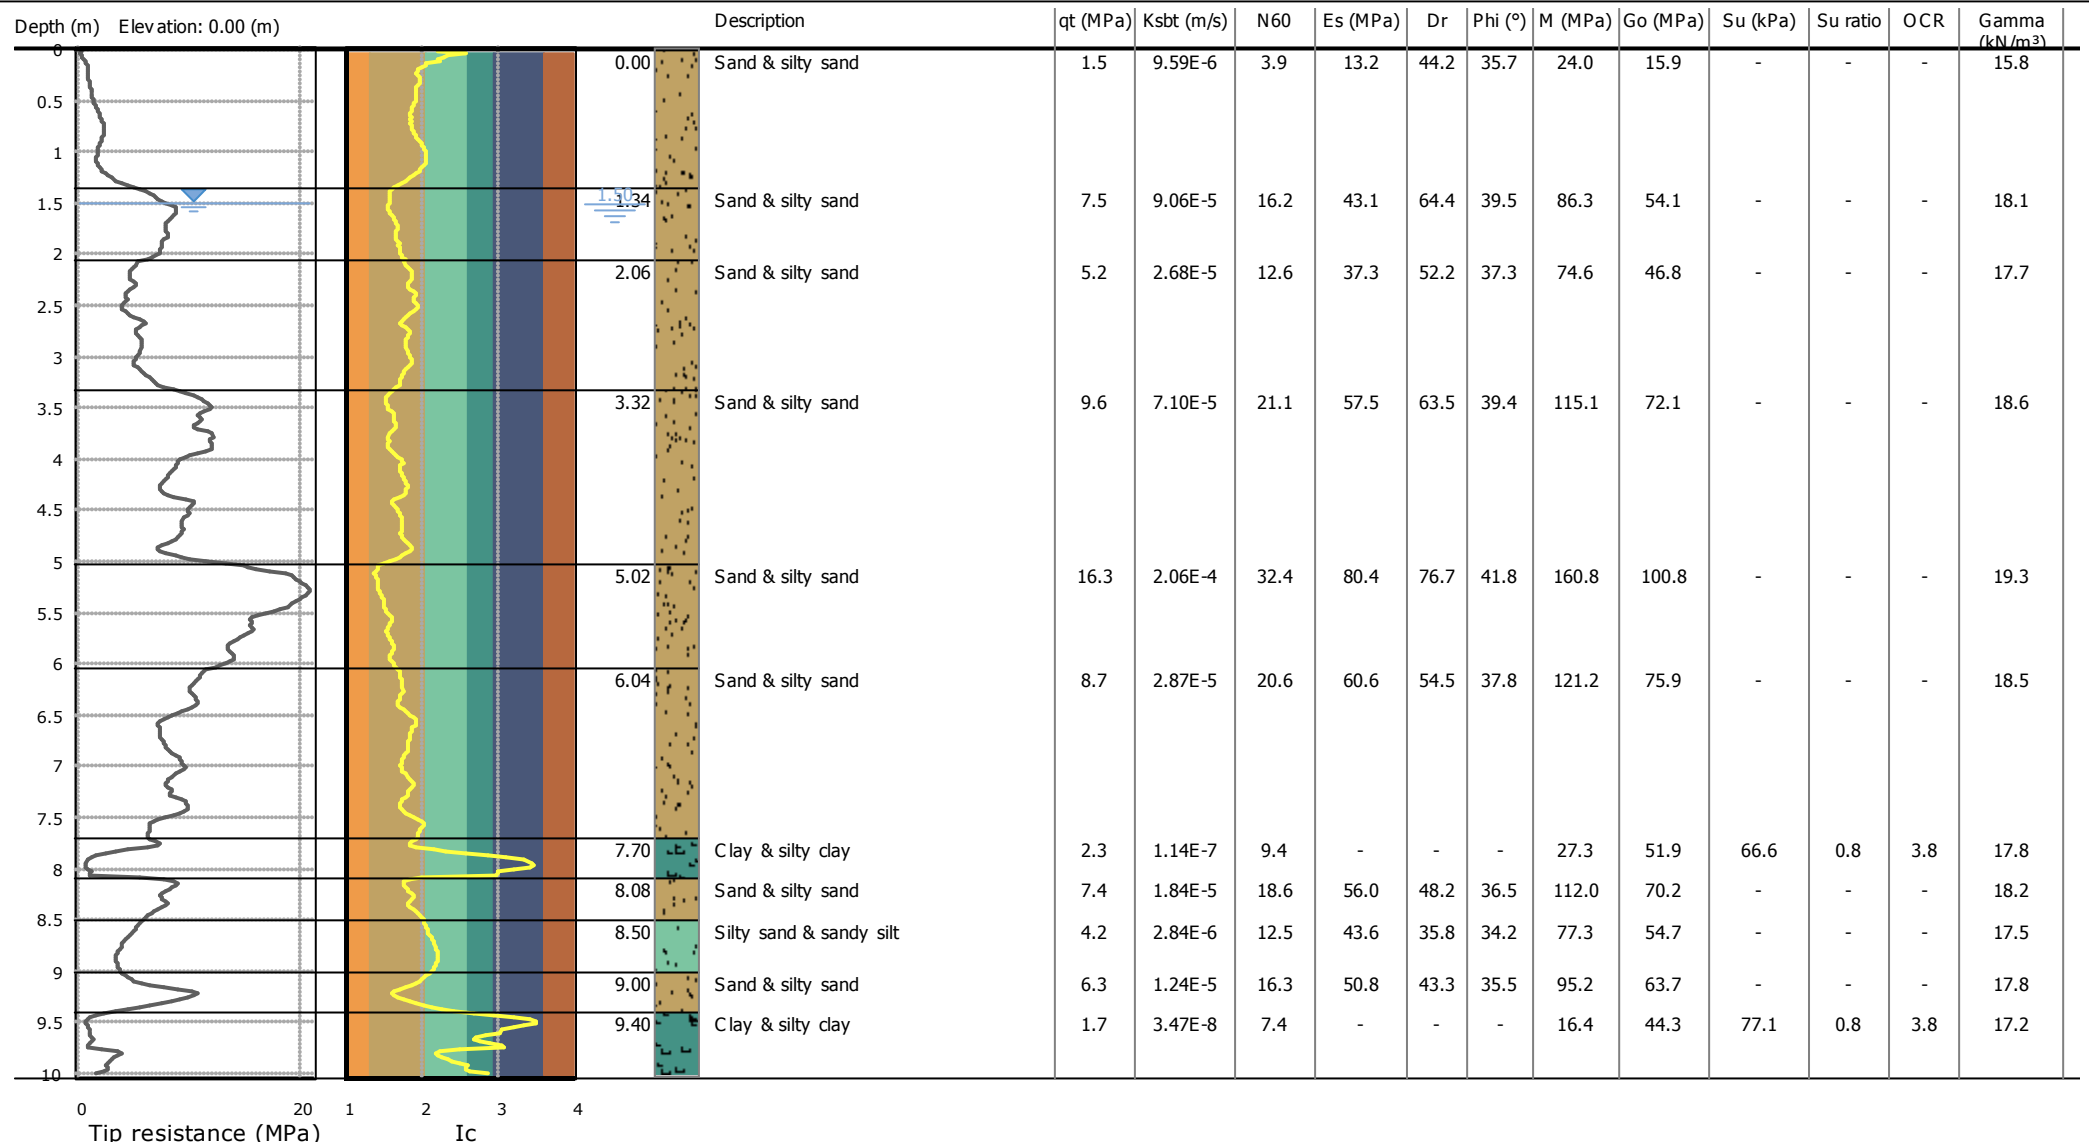 Depth (m) Elevation: 0.00 (m) Description qt (MPa) Ksbt (m/s) N60 Es (MPa) Dr Phi (°) M (MPa) Go (MPa) Su (kPa) Su ratio OCR Gamma (kN/m³)
0 0.00 Sand & silty sand 1.5 9.59E-6 3.9 13.2 44.2 35.7 24.0 15.9 - - - 15.8
0.5
1
1.50
1.5 1.34 Sand & silty sand 7.5 9.06E-5 16.2 43.1 64.4 39.5 86.3 54.1 - - - 18.1
2
2.06 Sand & silty sand 5.2 2.68E-5 12.6 37.3 52.2 37.3 74.6 46.8 - - - 17.7
2.5
3
3.5 3.32 Sand & silty sand 9.6 7.10E-5 21.1 57.5 63.5 39.4 115.1 72.1 - - - 18.6
4
4.5
5
5.02 Sand & silty sand 16.3 2.06E-4 32.4 80.4 76.7 41.8 160.8 100.8 - - - 19.3
5.5
6
6.04 Sand & silty sand 8.7 2.87E-5 20.6 60.6 54.5 37.8 121.2 75.9 - - - 18.5
6.5
7
7.5
7.70 Clay & silty clay 2.3 1.14E-7 9.4 - - - 27.3 51.9 66.6 0.8 3.8 17.8
8
8.08 Sand & silty sand 7.4 1.84E-5 18.6 56.0 48.2 36.5 112.0 70.2 - - - 18.2
8.5
8.50 Silty sand & sandy silt 4.2 2.84E-6 12.5 43.6 35.8 34.2 77.3 54.7 - - - 17.5
9
9.00 Sand & silty sand 6.3 1.24E-5 16.3 50.8 43.3 35.5 95.2 63.7 - - - 17.8
9.5 9.40 Clay & silty clay 1.7 3.47E-8 7.4 - - - 16.4 44.3 77.1 0.8 3.8 17.2
10
0 20 1 2 3 4
Tip resistance (MPa) Ic